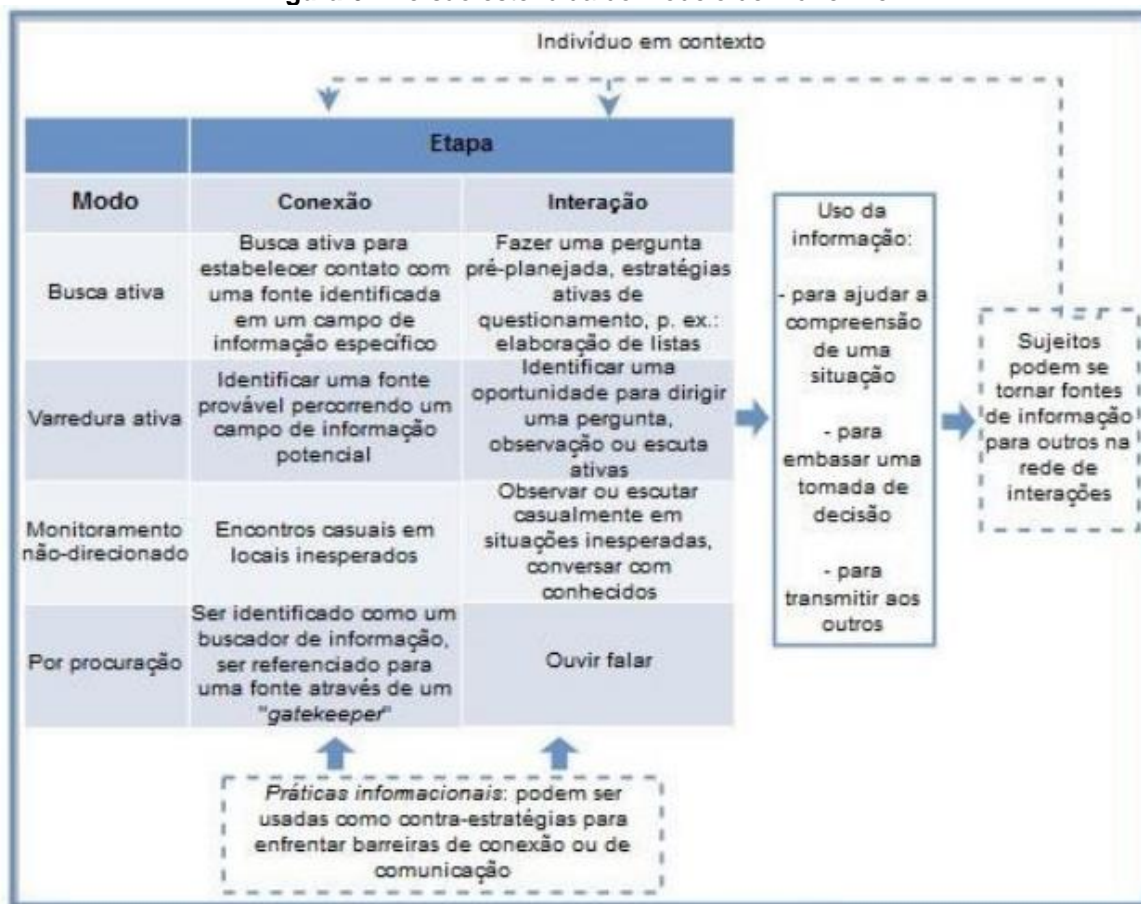 Indivíduo em contexto
Etapa
Modo
Conexão
Interação
Busca ativa
Busca ativa para
estabelecer contato com
uma fonte identificada
em um campo de
informação específico
Fazer uma pergunta
pré-planejada, estratégias
ativas de
questionamento, p. ex.:
elaboração de listas
Varredura ativa
Identificar uma fonte
provável percorrendo um
campo de informação
potencial
Identificar uma
oportunidade para dirigir
uma pergunta,
observação ou escuta
ativas
Monitoramento
não-direcionado
Encontros casuais em
locais inesperados
Observar ou escutar
casualmente em
situações inesperadas,
conversar com
conhecidos
Por procuração
Ser identificado como um
buscador de informação,
ser referenciado para
uma fonte através de um
"gatekeeper"
Ouvir falar
Uso da
informação:
- para ajudar a
compreensão
de uma
situação
- para
embasar uma
tomada de
decisão
- para
transmitir aos
outros
Sujeitos
podem se
tornar fontes
de informação
para outros na
rede de
interações
Práticas informacionais: podem ser
usadas como contra-estratégias para
enfrentar barreiras de conexão ou de
comunicação